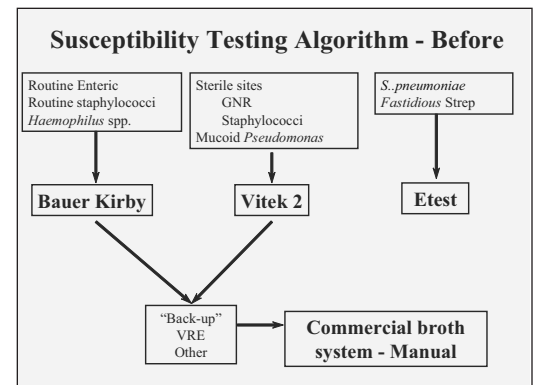 Susceptibility Testing Algorithm - Before
Routine Enteric
Routine staphylococci
Haemophilus spp.
Sterile sites
GNR
Staphylococci
Mucoid Pseudomonas
S..pneumoniae
Fastidious Strep
Bauer Kirby
Vitek 2
Etest
“Back-up”
VRE
Other
Commercial broth
system - Manual